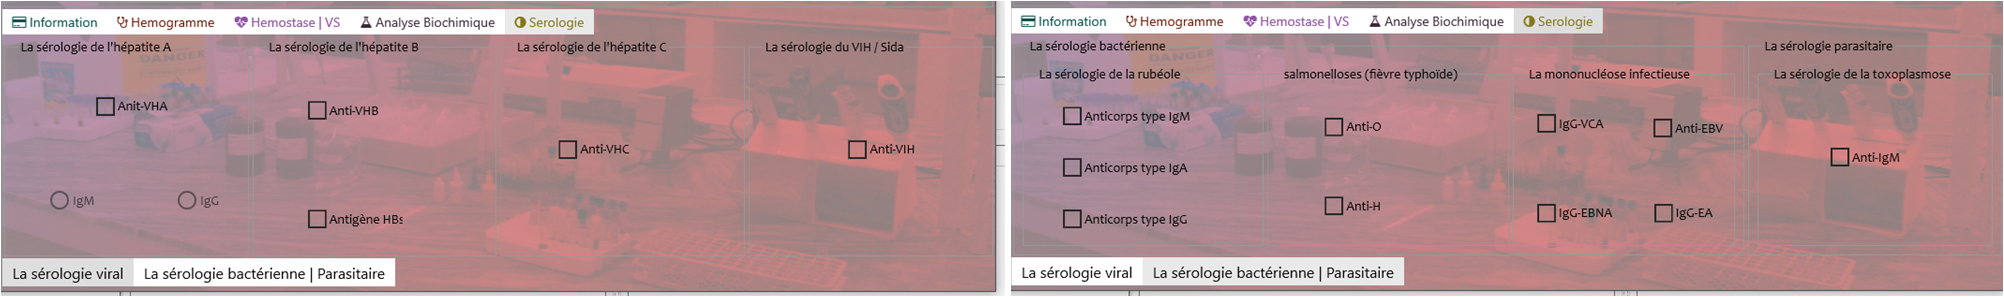 Information Hemogramme Hemostase | VS Analyse Biochimique Serologie
La sérologie de l'hépatite A La sérologie de l'hépatite B La sérologie de l'hépatite C La sérologie du VIH / Sida
DANGER
Anit-VHA Anti-VHB
Anti-VHC Anti-VIH
IgM IgG
Antigène HBs
La sérologie viral La sérologie bactérienne | Parasitaire
Information Hemogramme Hemostase | VS Analyse Biochimique Serologie
La sérologie bactérienne La sérologie parasitaire
La sérologie de la rubéole salmonelloses (fièvre typhoïde) La mononucléose infectieuse La sérologie de la toxoplasmose
Anticorps type IgM Anti-O IgG-VCA Anti-EBV
Anti-IgM
Anticorps type IgA
Anticorps type IgG Anti-H IgG-EBNA IgG-EA
La sérologie viral La sérologie bactérienne | Parasitaire